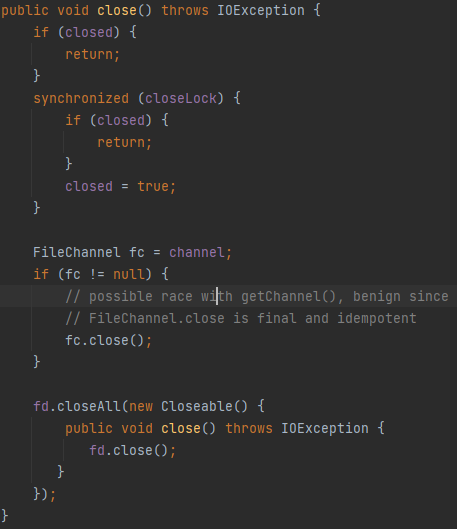 public void close() throws IOException {
    if (closed) {
        return;
    }
    synchronized (closeLock) {
        if (closed) {
            return;
        }
        closed = true;
    }

    FileChannel fc = channel;
    if (fc != null) {
        // possible race with getChannel(), benign since
        // FileChannel.close is final and idempotent
        fc.close();
    }

    fd.closeAll(new Closeable() {
        public void close() throws IOException {
           fd.close();
       }
    });
}